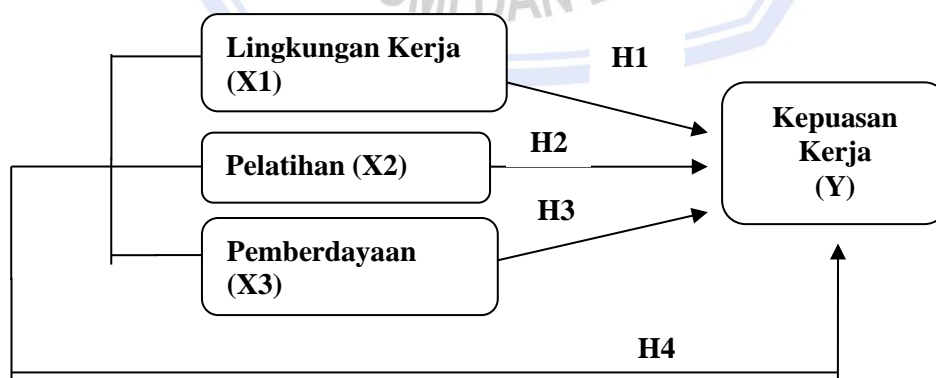 Lingkungan Kerja
(X1)
H1
Kepuasan
Kerja
(Y)
H2
Pelatihan (X2)
H3
Pemberdayaan
(X3)
H4